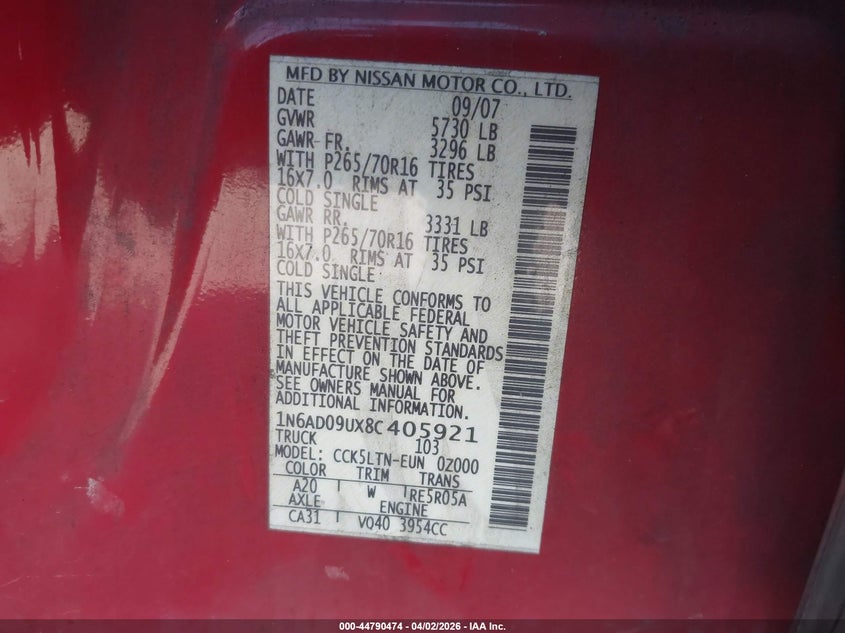 MFD BY NISSAN MOTOR CO., LTD.
DATE 09/07
GVWR 5730 LB
GAWR FR. 3296 LB
WITH P265/70R16 TIRES
16X7.0 RIMS AT 35 PSI
COLD SINGLE
GAWR RR. 3331 LB
WITH P265/70R16 TIRES
16X7.0 RIMS AT 35 PSI
COLD SINGLE
THIS VEHICLE CONFORMS TO
ALL APPLICABLE FEDERAL
MOTOR VEHICLE SAFETY AND
THEFT PREVENTION STANDARDS
IN EFFECT ON THE DATE OF
MANUFACTURE SHOWN ABOVE.
SEE OWNERS MANUAL FOR
ADDITIONAL INFORMATION.
1N6AD09UX8C405921
TRUCK 103
MODEL: CCK5LTN-EUN 0Z000
COLOR TRIM TRANS
A20 W RE5R05A
AXLE ENGINE
CA31 VQ40 3954CC
000-44790474 | 04/02/2026 - IAA Inc.